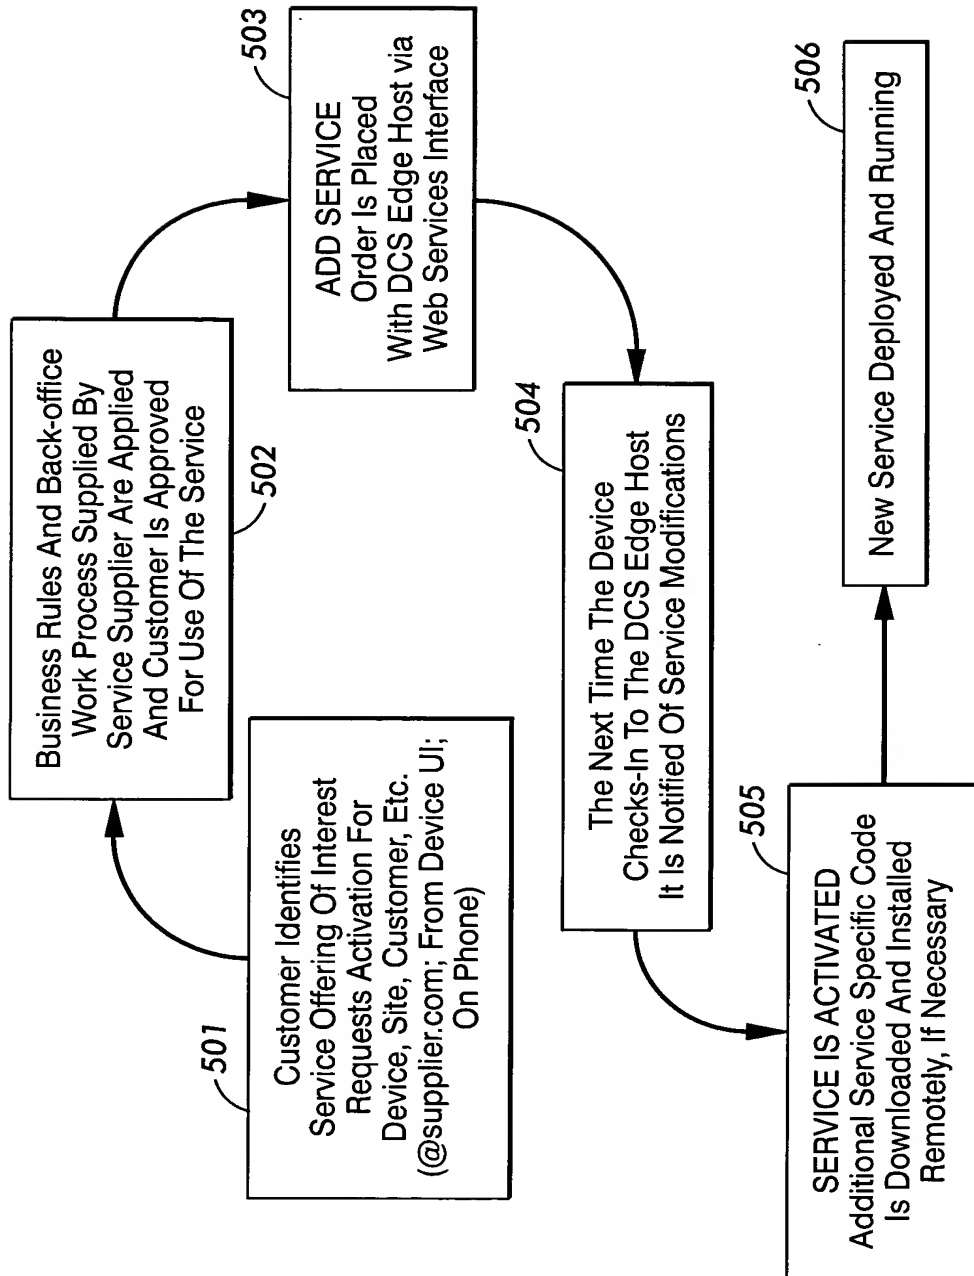 501
Customer Identifies
Service Offering Of Interest
Requests Activation For
Device, Site, Customer, Etc.
(@supplier.com; From Device UI;
On Phone)
Business Rules And Back-office
Work Process Supplied By
Service Supplier Are Applied
And Customer Is Approved
For Use Of The Service
502
503
ADD SERVICE
Order Is Placed
With DCS Edge Host via
Web Services Interface
504
The Next Time The Device
Checks-In To The DCS Edge Host
It Is Notified Of Service Modifications
505
SERVICE IS ACTIVATED
Additional Service Specific Code
Is Downloaded And Installed
Remotely, If Necessary
506
New Service Deployed And Running